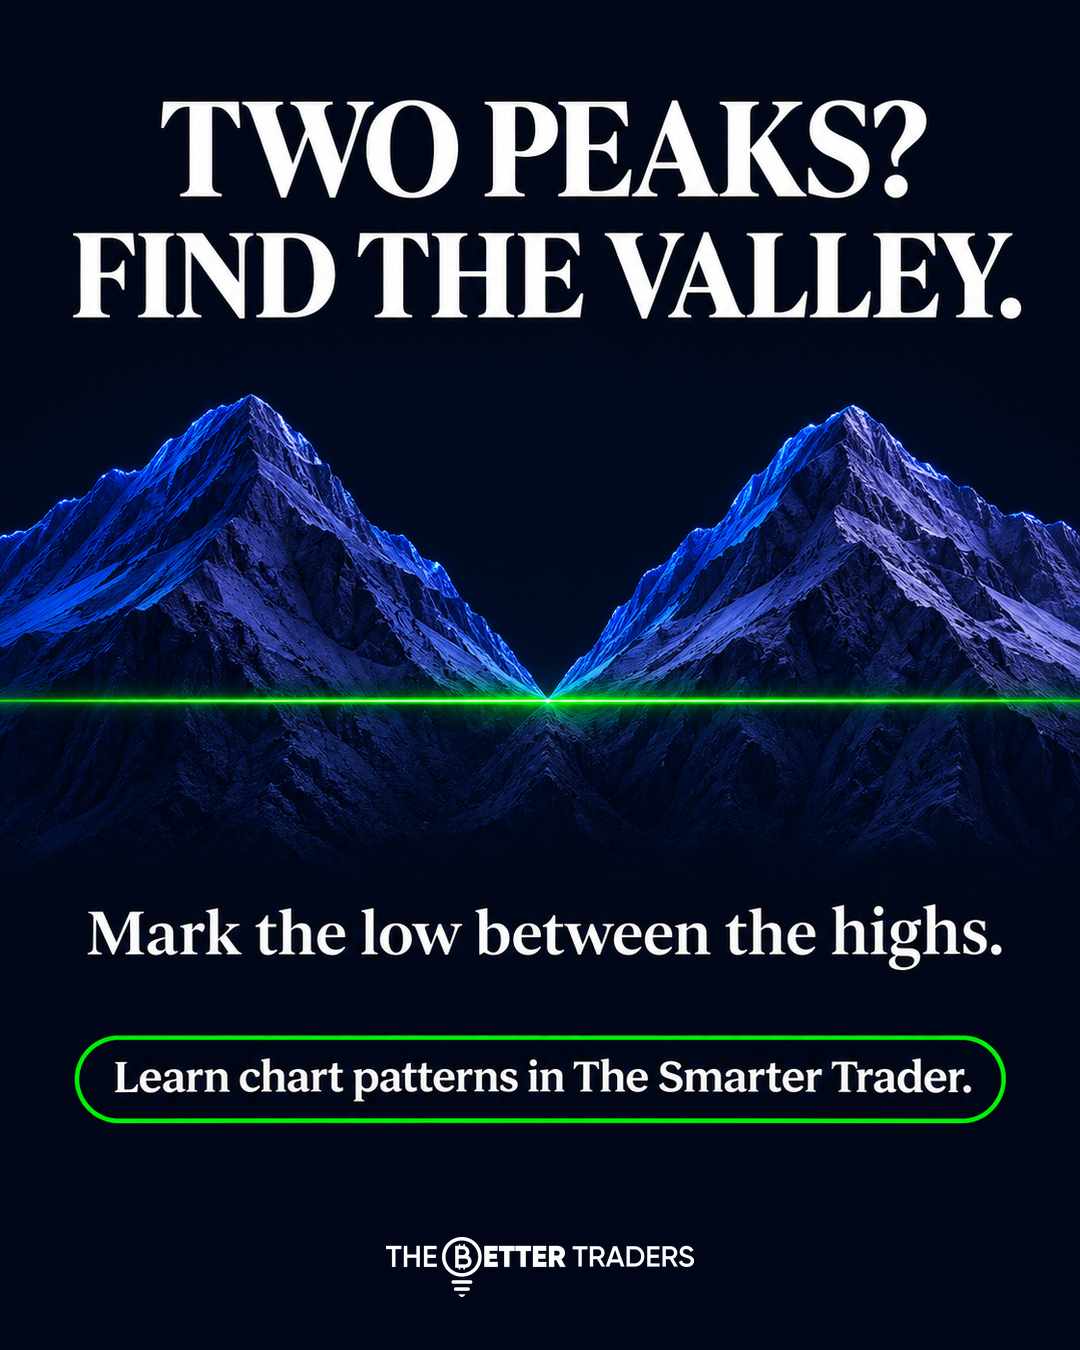 TWO PEAKS?
FIND THE VALLEY.
Mark the low between the highs.
Learn chart patterns in The Smarter Trader.
THE BETTER TRADERS